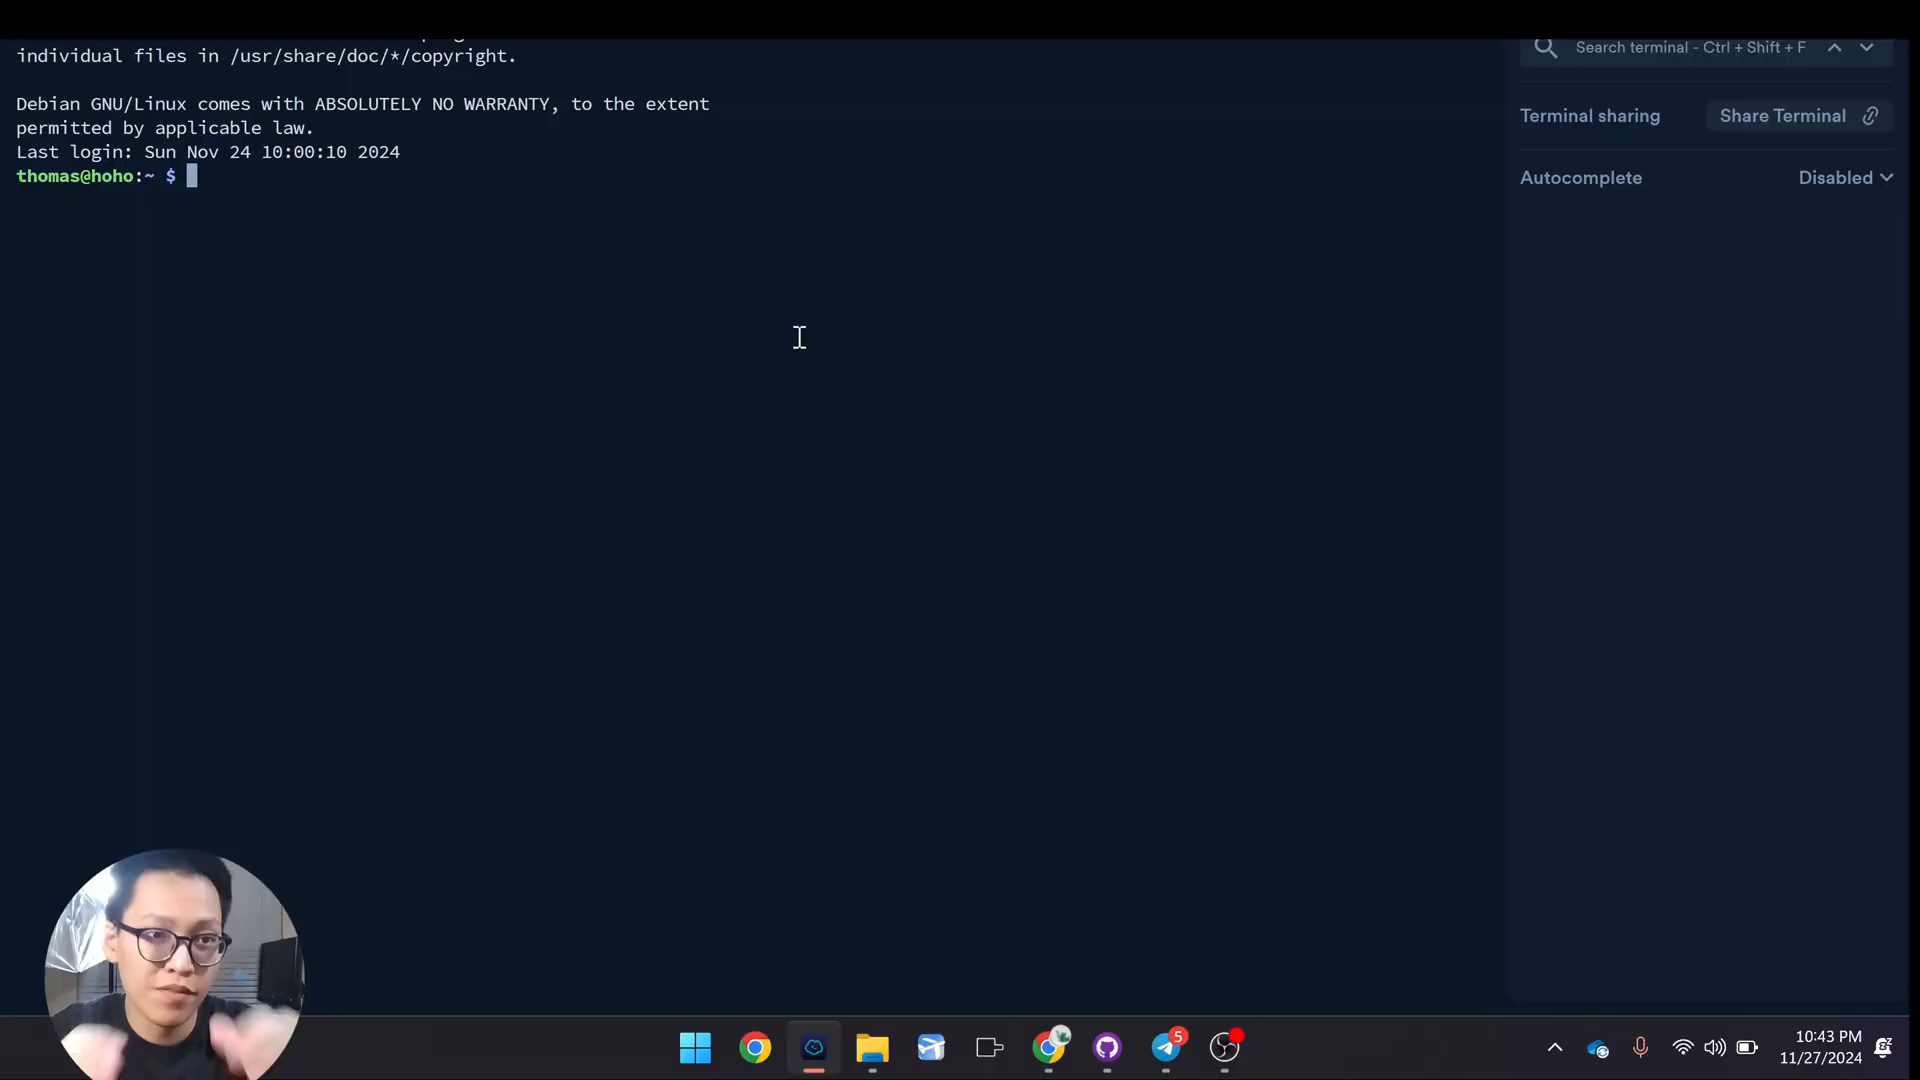 individual files in /usr/share/doc/*/copyright.
Debian GNU/Linux comes with ABSOLUTELY NO WARRANTY, to the extent
permitted by applicable law.
Last login: Sun Nov 24 10:00:10 2024
thomas@hoho:~ $
Search terminal - Ctrl + Shift + F
Terminal sharing
Share Terminal
Autocomplete
Disabled
5
10:43 PM
11/27/2024